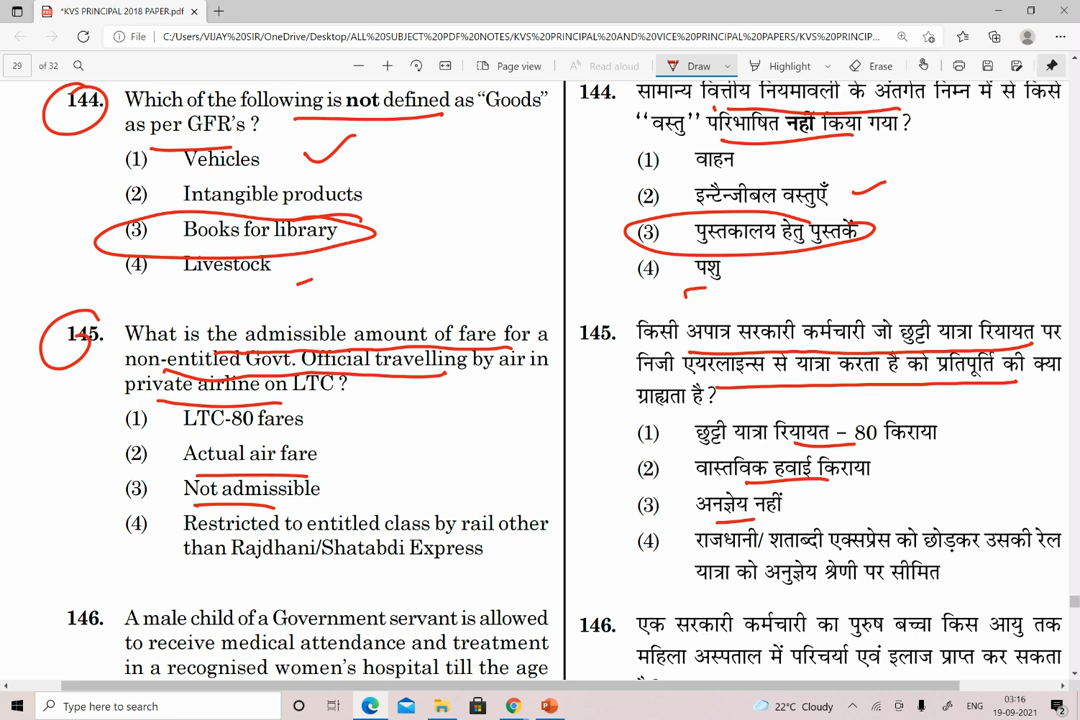 *KVS PRINCIPAL 2018 PAPER.pdf
File
C:/Users/VIJAY%20SIR/OneDrive/Desktop/ALL%20SUBJECT%20PDF%20NOTES/KVS%20PRINCIPAL%20AND%20VICE%20PRINCIPAL%20PAPERS/KVS%20PRINCIP...
29 of 32
Page view
Read aloud
Draw
Highlight
Erase
144. Which of the following is not defined as “Goods”
as per GFR's ?
(1) Vehicles
(2) Intangible products
(3) Books for library
(4) Livestock
145. What is the admissible amount of fare for a
non-entitled Govt. Official travelling by air in
private airline on LTC ?
(1) LTC-80 fares
(2) Actual air fare
(3) Not admissible
(4) Restricted to entitled class by rail other
than Rajdhani/Shatabdi Express
146. A male child of a Government servant is allowed
to receive medical attendance and treatment
in a recognised women's hospital till the age
144. सामान्य वित्तीय नियमावली के अंतर्गत निम्न में से किसे
‘‘वस्तु’’ परिभाषित नहीं किया गया?
(1) वाहन
(2) इन्टैन्जीबल वस्तुएँ
(3) पुस्तकालय हेतु पुस्तकें
(4) पशु
145. किसी अपात्र सरकारी कर्मचारी जो छुट्टी यात्रा रियायत पर
निजी एयरलाइन्स से यात्रा करता है को प्रतिपूर्ति की क्या
ग्राह्यता है?
(1) छुट्टी यात्रा रियायत – 80 किराया
(2) वास्तविक हवाई किराया
(3) अनज्ञेय नहीं
(4) राजधानी/ शताब्दी एक्सप्रेस को छोड़कर उसकी रेल
यात्रा को अनुज्ञेय श्रेणी पर सीमित
146. एक सरकारी कर्मचारी का पुरुष बच्चा किस आयु तक
महिला अस्पताल में परिचर्या एवं इलाज प्राप्त कर सकता
Type here to search
22°C Cloudy
ENG
03:16
19-09-2021
2